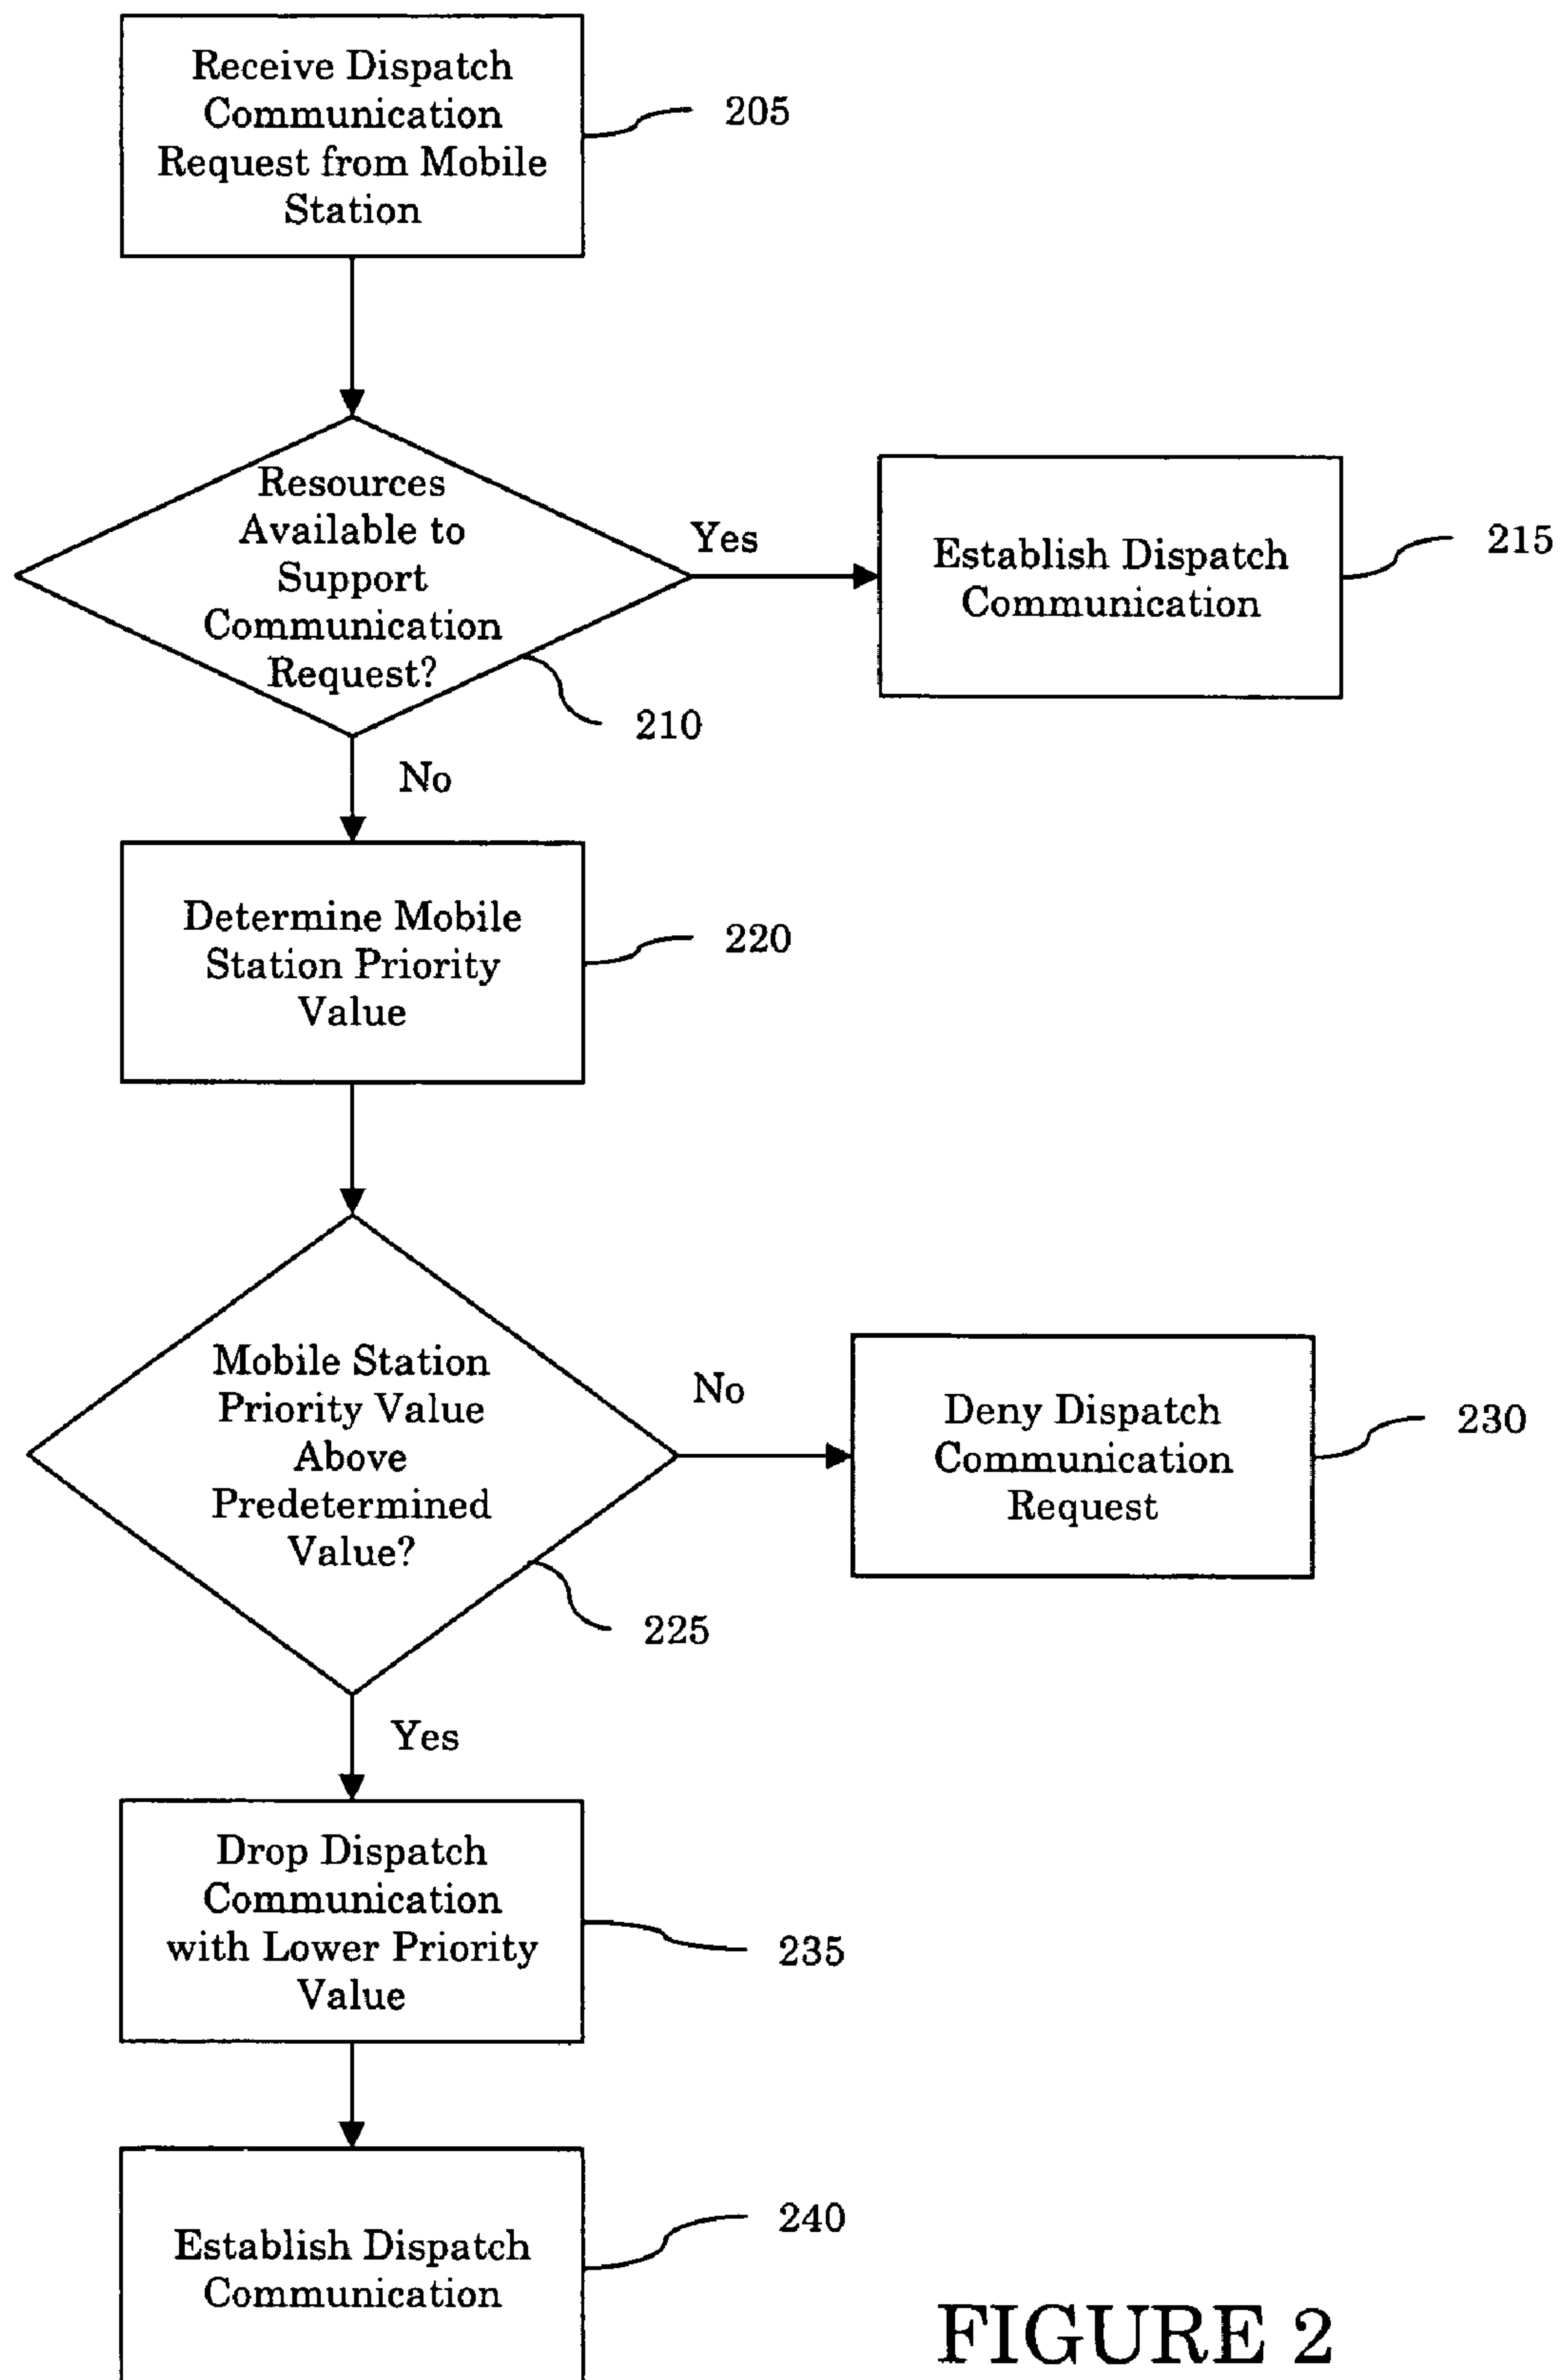 Receive Dispatch
Communication
Request from Mobile
Station
205
Resources
Available to
Support
Communication
Request?
210
Yes
Establish Dispatch
Communication
215
No
Determine Mobile
Station Priority
Value
220
Mobile Station
Priority Value
Above
Predetermined
Value?
225
No
Deny Dispatch
Communication
Request
230
Yes
Drop Dispatch
Communication
with Lower Priority
Value
235
Establish Dispatch
Communication
240
FIGURE 2